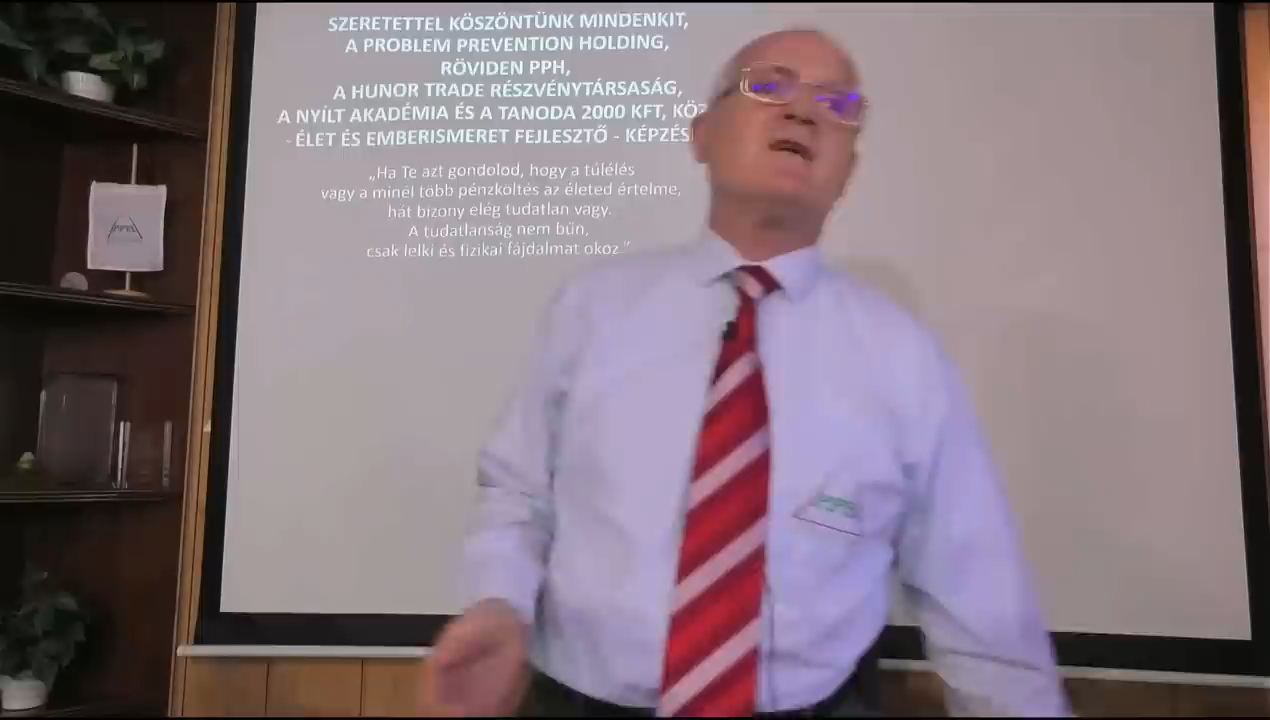 SZERETETTEL KÖSZÖNTÜNK MINDENKIT,
A PROBLEM PREVENTION HOLDING,
RÖVIDEN PPH,
A HUNOR TRADE RÉSZVÉNYTÁRSASÁG,
A NYÍLT AKADÉMIA ÉS A TANODA 2000 KFT,
- ÉLET ÉS EMBERISMERET FEJLESZTŐ -
„Ha Te azt gondolod, hogy a túlélés
vagy a minél több pénzköltés az életed értelme,
hát bizony elég tudatlan vagy.
A tudatlanság nem bűn,
csak lelki és fizikai fájdalmat okoz.”